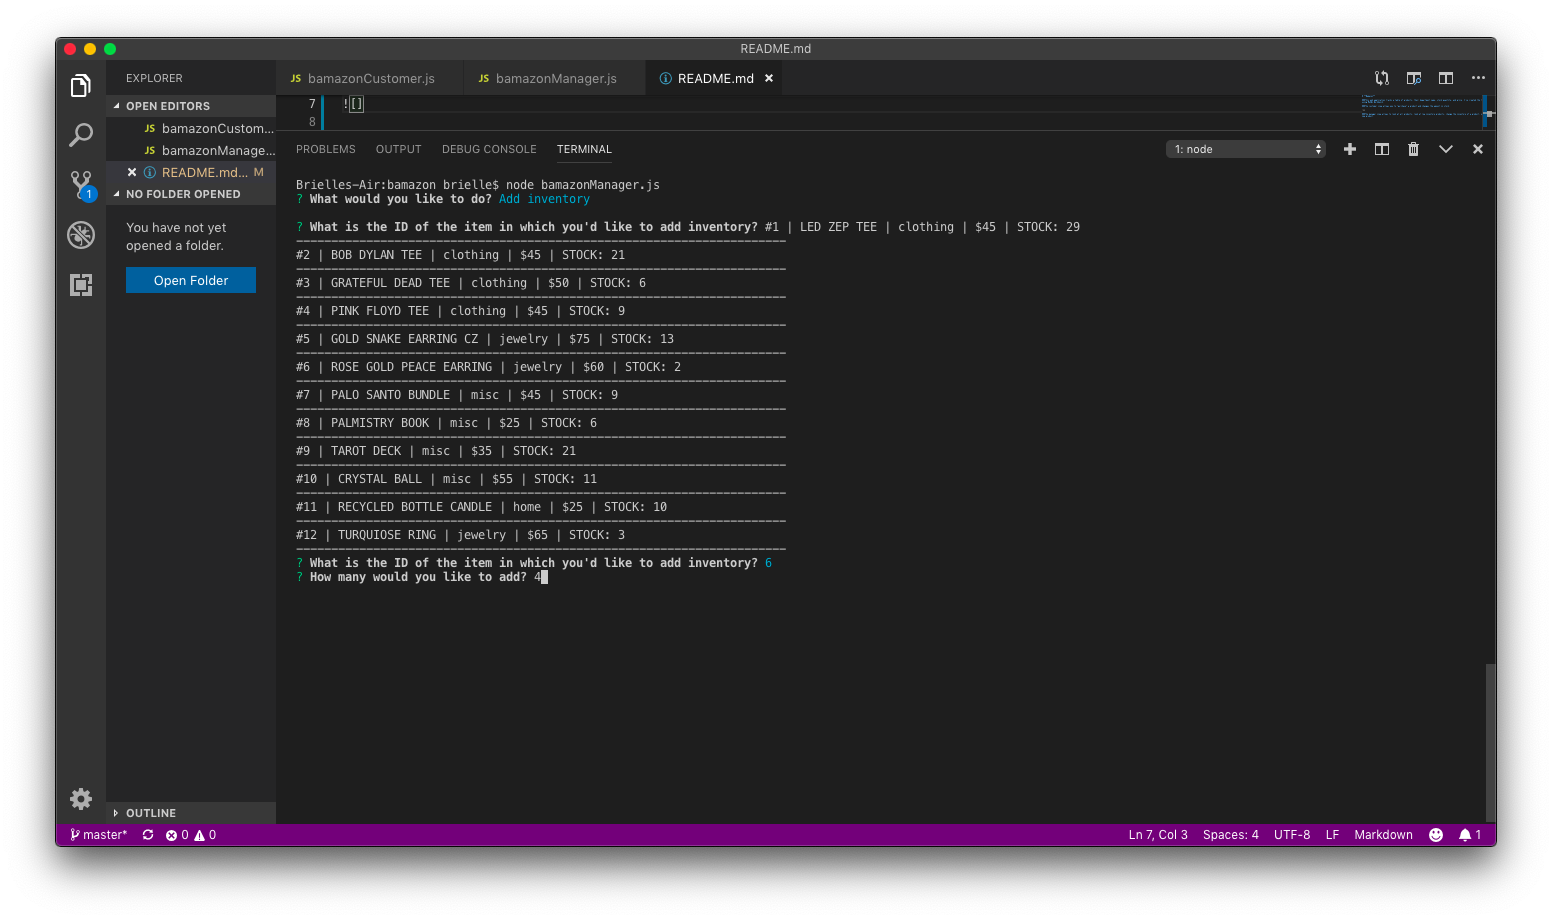 README.md
EXPLORER
JS bamazonCustomer.js
JS bamazonManager.js
README.md ×
OPEN EDITORS
JS bamazonCustom...
JS bamazonManage...
× README.md... M
NO FOLDER OPENED
You have not yet
opened a folder.
Open Folder
OUTLINE
1
7 ![]
8
PROBLEMS OUTPUT DEBUG CONSOLE TERMINAL
1: node
Brielles-Air:bamazon brielle$ node bamazonManager.js
? What would you like to do? Add inventory
? What is the ID of the item in which you'd like to add inventory? #1 | LED ZEP TEE | clothing | $45 | STOCK: 29
----------------------------------------------------------------------
#2 | BOB DYLAN TEE | clothing | $45 | STOCK: 21
----------------------------------------------------------------------
#3 | GRATEFUL DEAD TEE | clothing | $50 | STOCK: 6
----------------------------------------------------------------------
#4 | PINK FLOYD TEE | clothing | $45 | STOCK: 9
----------------------------------------------------------------------
#5 | GOLD SNAKE EARRING CZ | jewelry | $75 | STOCK: 13
----------------------------------------------------------------------
#6 | ROSE GOLD PEACE EARRING | jewelry | $60 | STOCK: 2
----------------------------------------------------------------------
#7 | PALO SANTO BUNDLE | misc | $45 | STOCK: 9
----------------------------------------------------------------------
#8 | PALMISTRY BOOK | misc | $25 | STOCK: 6
----------------------------------------------------------------------
#9 | TAROT DECK | misc | $35 | STOCK: 21
----------------------------------------------------------------------
#10 | CRYSTAL BALL | misc | $55 | STOCK: 11
----------------------------------------------------------------------
#11 | RECYCLED BOTTLE CANDLE | home | $25 | STOCK: 10
----------------------------------------------------------------------
#12 | TURQUIOSE RING | jewelry | $65 | STOCK: 3
----------------------------------------------------------------------
? What is the ID of the item in which you'd like to add inventory? 6
? How many would you like to add? 4
master* 0 0 Ln 7, Col 3 Spaces: 4 UTF-8 LF Markdown 1